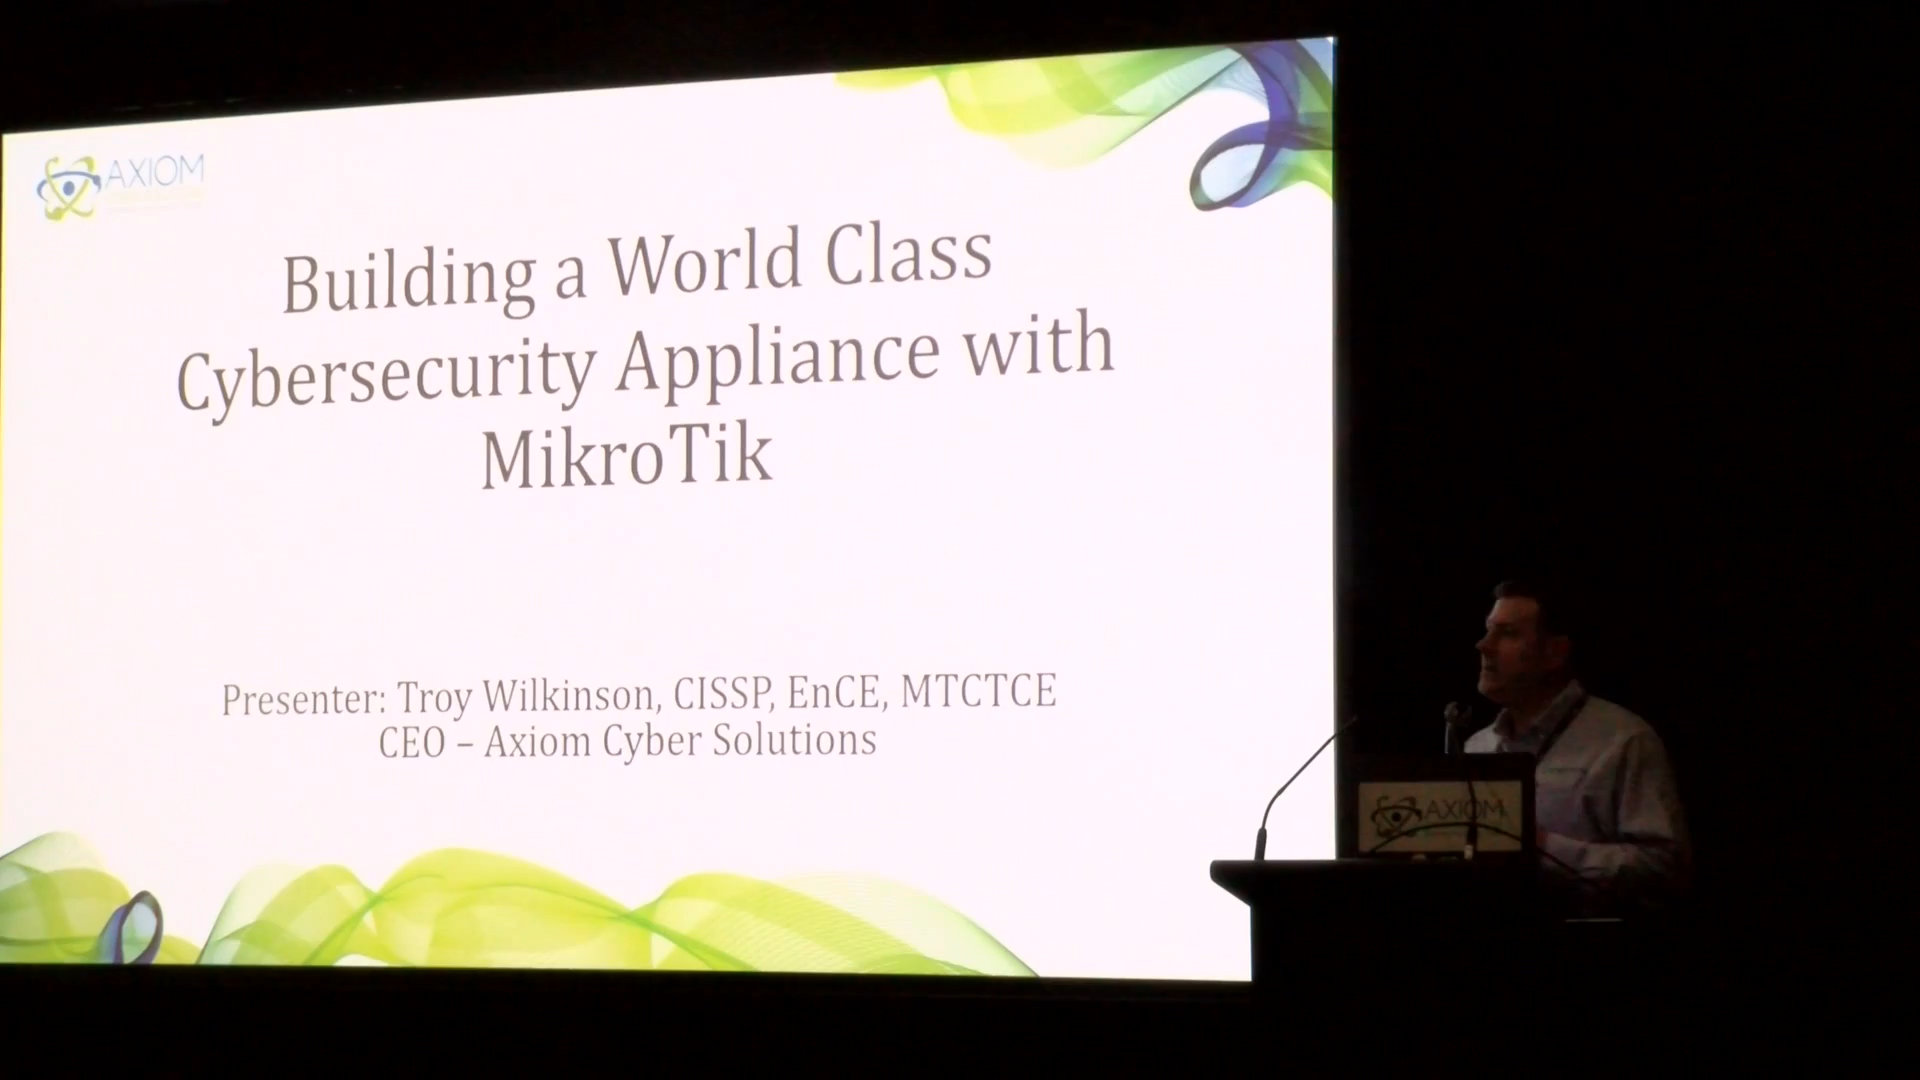 AXIOM
Building a World Class
Cybersecurity Appliance with
MikroTik
Presenter: Troy Wilkinson, CISSP, EnCE, MTCTCE
CEO – Axiom Cyber Solutions
AXIOM